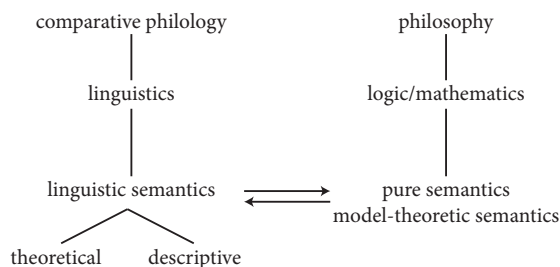 comparative philology
philosophy
linguistics
logic/mathematics
linguistic semantics
pure semantics
model-theoretic semantics
theoretical
descriptive